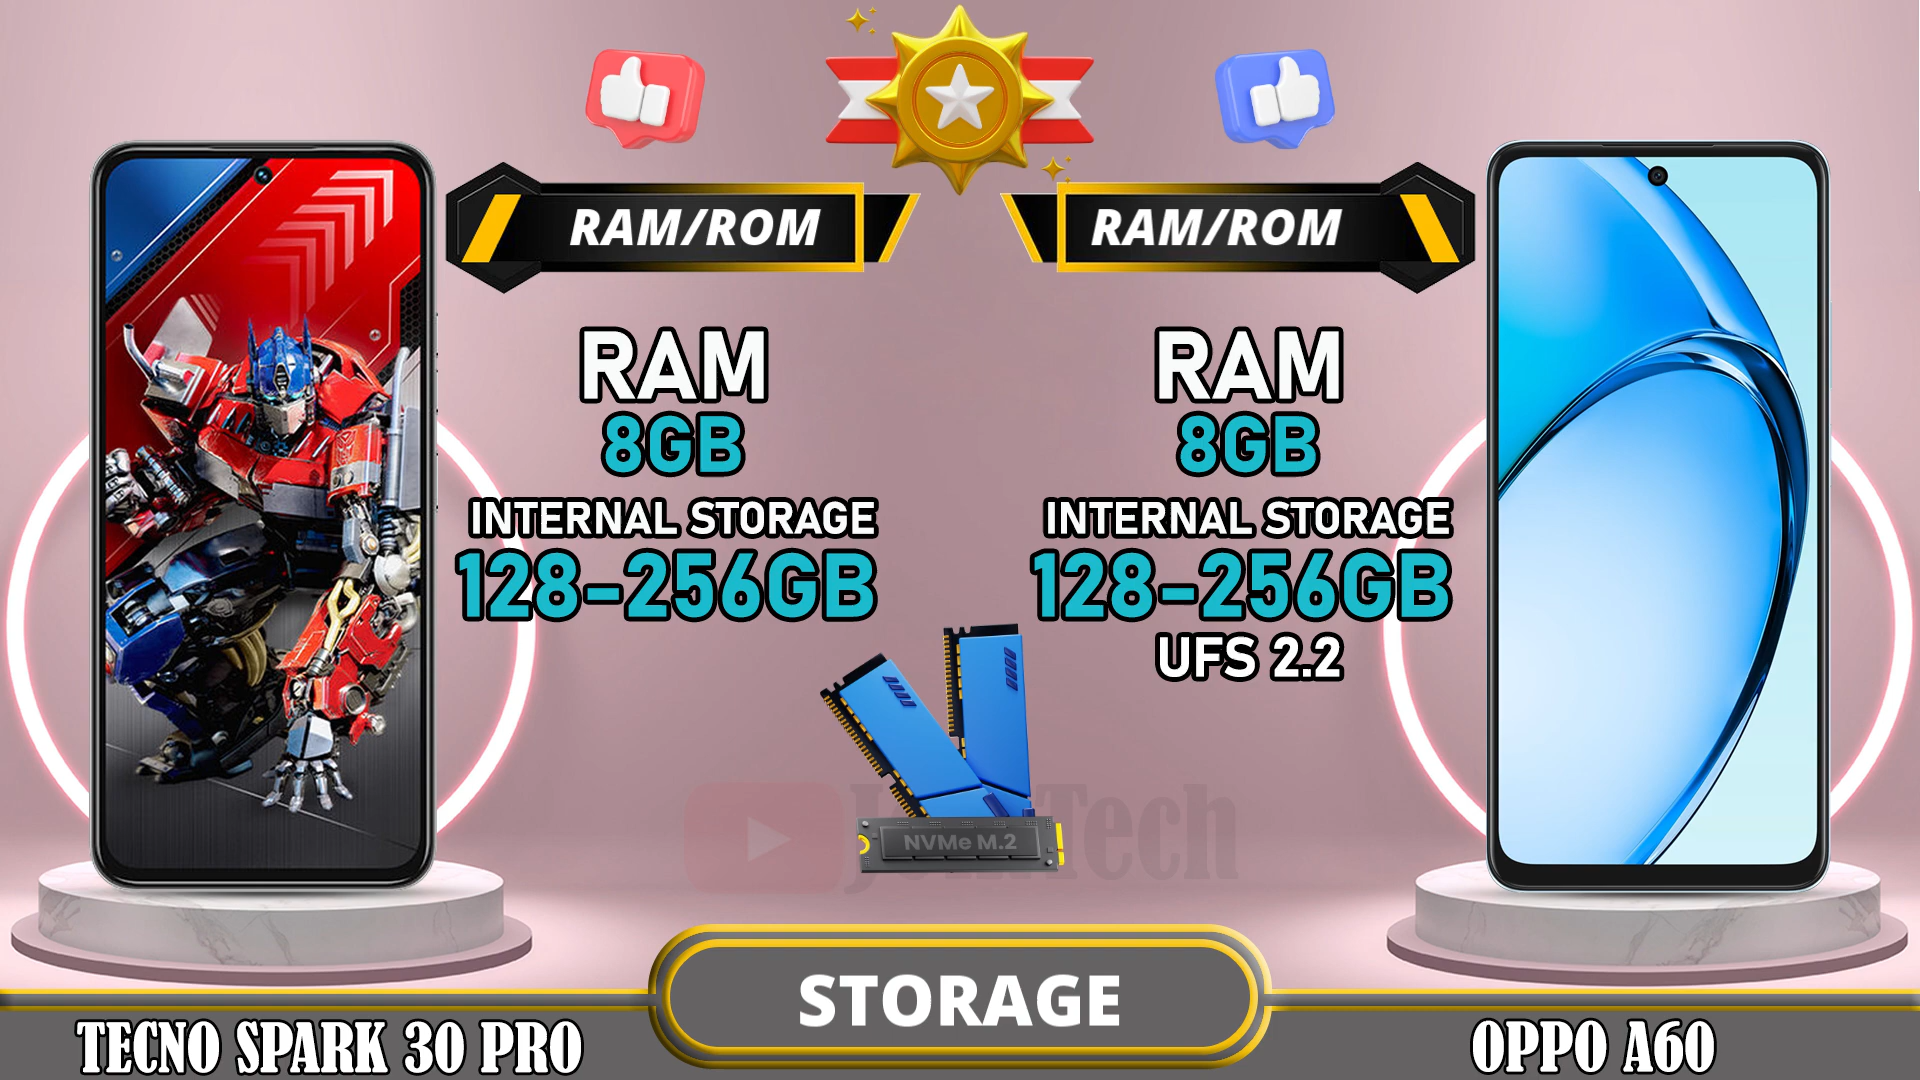 RAM/ROM
RAM/ROM
RAM
8GB
INTERNAL STORAGE
128-256GB
RAM
8GB
INTERNAL STORAGE
128-256GB
UFS 2.2
NVMe M.2
Tech
STORAGE
TECNO SPARK 30 PRO
OPPO A60